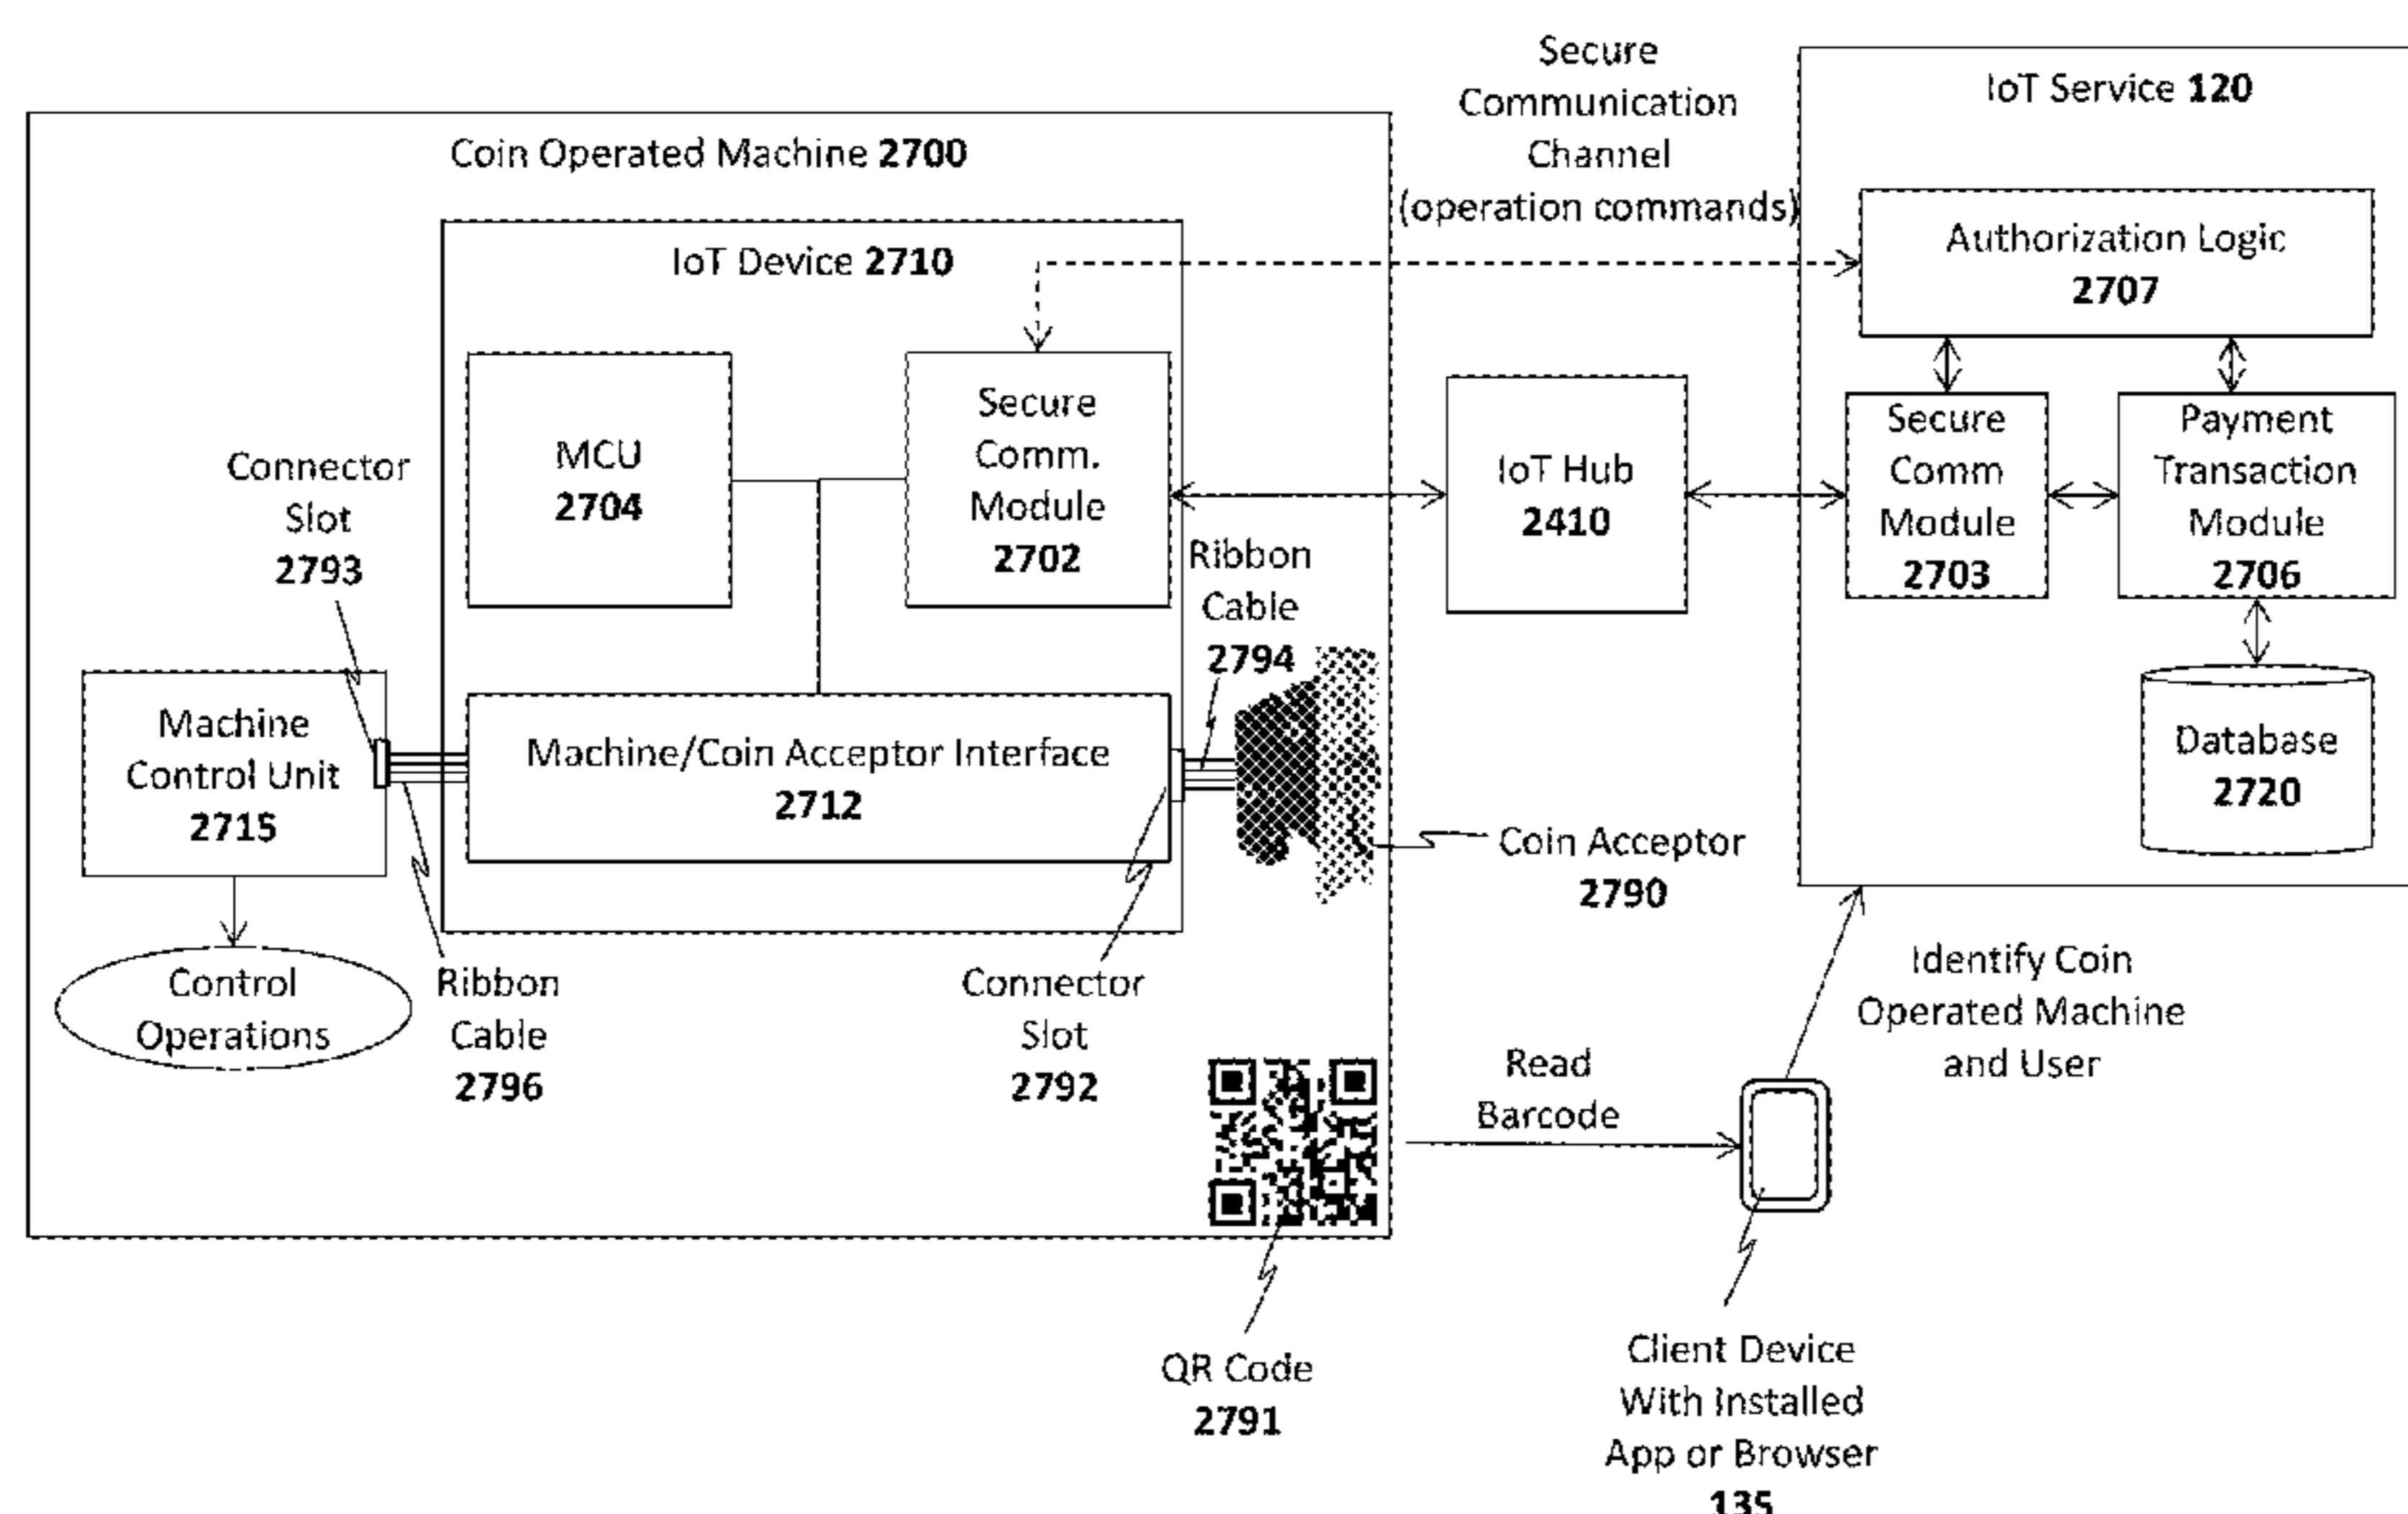 Secure
Communication
Channel
(operation commands)
IoT Service 120
Coin Operated Machine 2700
Authorization Logic
2707
IoT Device 2710
MCU
2704
Secure
Comm.
Module
2702
IoT Hub
2410
Secure
Comm
Module
2703
Payment
Transaction
Module
2706
Connector
Slot
2793
Ribbon
Cable
2794
Machine
Control Unit
2715
Machine/Coin Acceptor Interface
2712
Database
2720
Coin Acceptor
2790
Control
Operations
Ribbon
Cable
2796
Connector
Slot
2792
Identify Coin
Operated Machine
and User
Read
Barcode
QR Code
2791
Client Device
With Installed
App or Browser
135